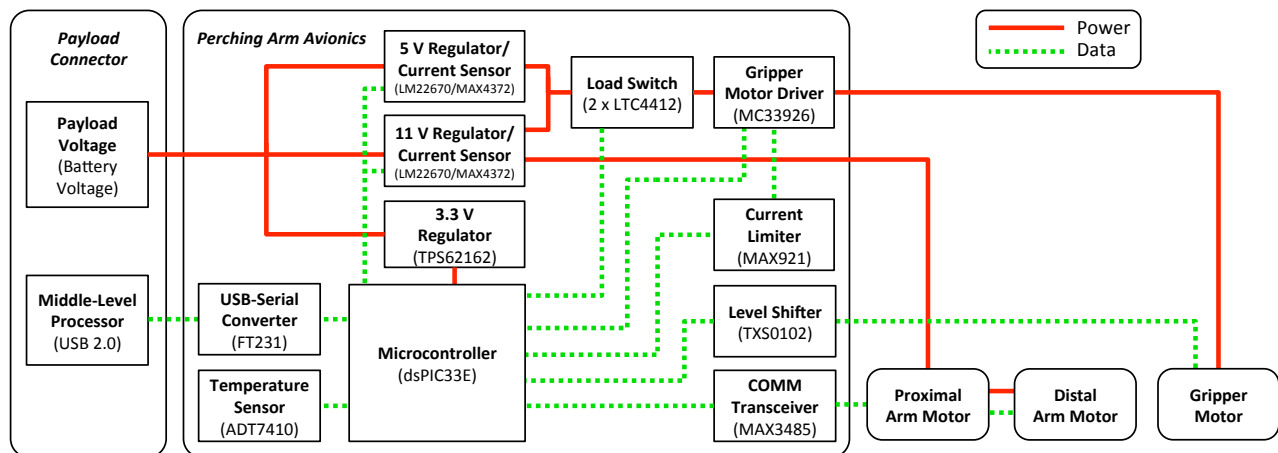 Payload
Connector
Payload
Voltage
(Battery
Voltage)
Middle-Level
Processor
(USB 2.0)
Perching Arm Avionics
5 V Regulator/
Current Sensor
(LM22670/MAX4372)
11 V Regulator/
Current Sensor
(LM22670/MAX4372)
3.3 V
Regulator
(TPS62162)
USB-Serial
Converter
(FT231)
Temperature
Sensor
(ADT7410)
Microcontroller
(dsPIC33E)
Load Switch
(2 x LTC4412)
Gripper
Motor Driver
(MC33926)
Current
Limiter
(MAX921)
Level Shifter
(TXS0102)
COMM
Transceiver
(MAX3485)
Power
Data
Proximal
Arm Motor
Distal
Arm Motor
Gripper
Motor